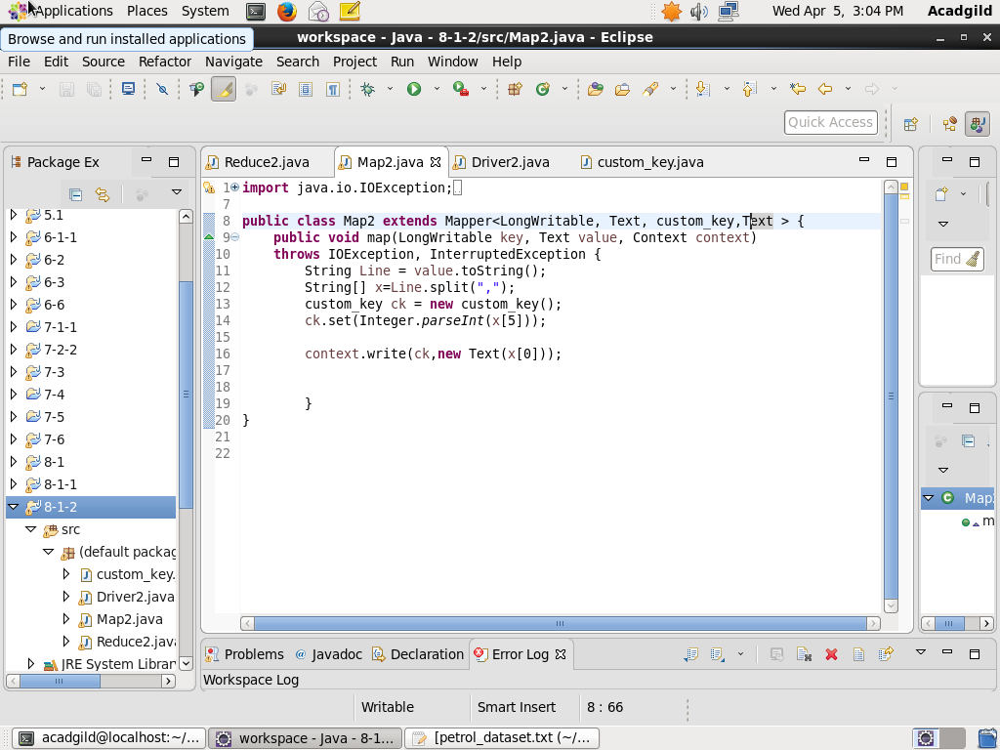 Applications Places System Wed Apr 5, 3:04 PM Acadgild
Browse and run installed applications
workspace - Java - 8-1-2/src/Map2.java - Eclipse
File Edit Source Refactor Navigate Search Project Run Window Help
Quick Access
Package Ex
Reduce2.java Map2.java Driver2.java custom_key.java
5.1
6-1-1
6-2
6-3
6-6
7-1-1
7-2-2
7-3
7-4
7-5
7-6
8-1
8-1-1
8-1-2
src
(default packag
custom_key.
Driver2.java
Map2.java
Reduce2.java
JRE System Librar
1 import java.io.IOException;
7
8 public class Map2 extends Mapper<LongWritable, Text, custom_key,Text > {
9 public void map(LongWritable key, Text value, Context context)
10 throws IOException, InterruptedException {
11 String Line = value.toString();
12 String[] x=Line.split(",");
13 custom_key ck = new custom_key();
14 ck.set(Integer.parseInt(x[5]));
15
16 context.write(ck,new Text(x[0]));
17
18
19 }
20 }
21
22
Find
Map2
m
Problems @ Javadoc Declaration Error Log
Workspace Log
Writable Smart Insert 8 : 66
acadgild@localhost:~/... workspace - Java - 8-1... [petrol_dataset.txt (~/...